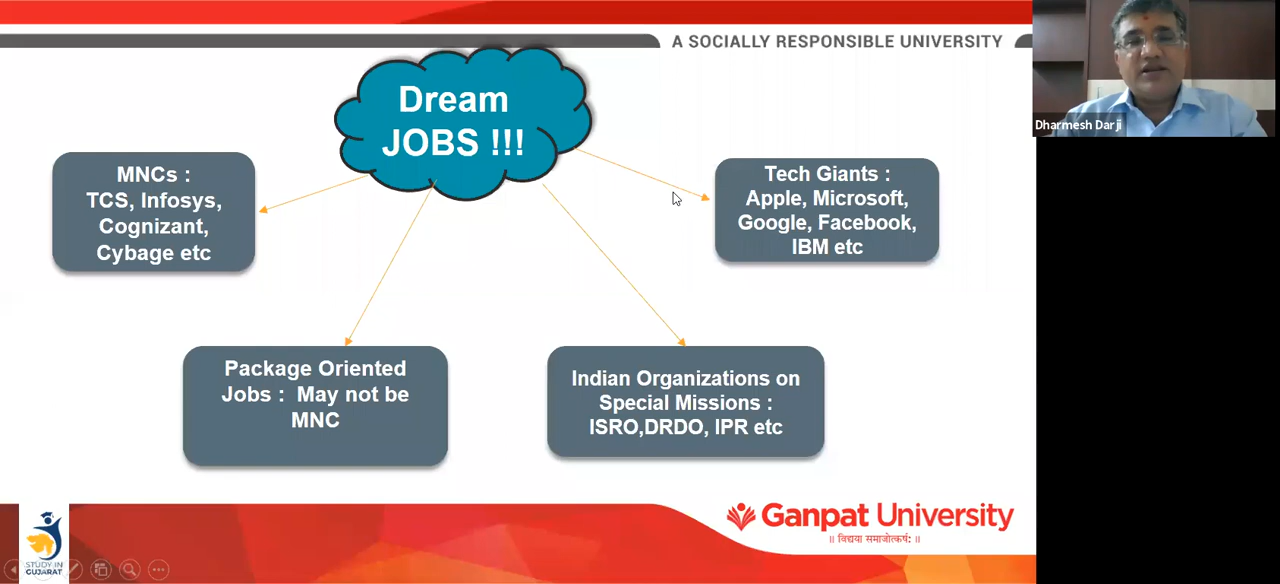 A SOCIALLY RESPONSIBLE UNIVERSITY
Dharmesh Darji
Dream
JOBS !!!
MNCs :
TCS, Infosys,
Cognizant,
Cybage etc
Tech Giants :
Apple, Microsoft,
Google, Facebook,
IBM etc
Package Oriented
Jobs :  May not be
MNC
Indian Organizations on
Special Missions :
ISRO,DRDO, IPR etc
STUDY IN
GUJARAT
Ganpat University
॥ विद्यया समाजोत्कर्षः ॥